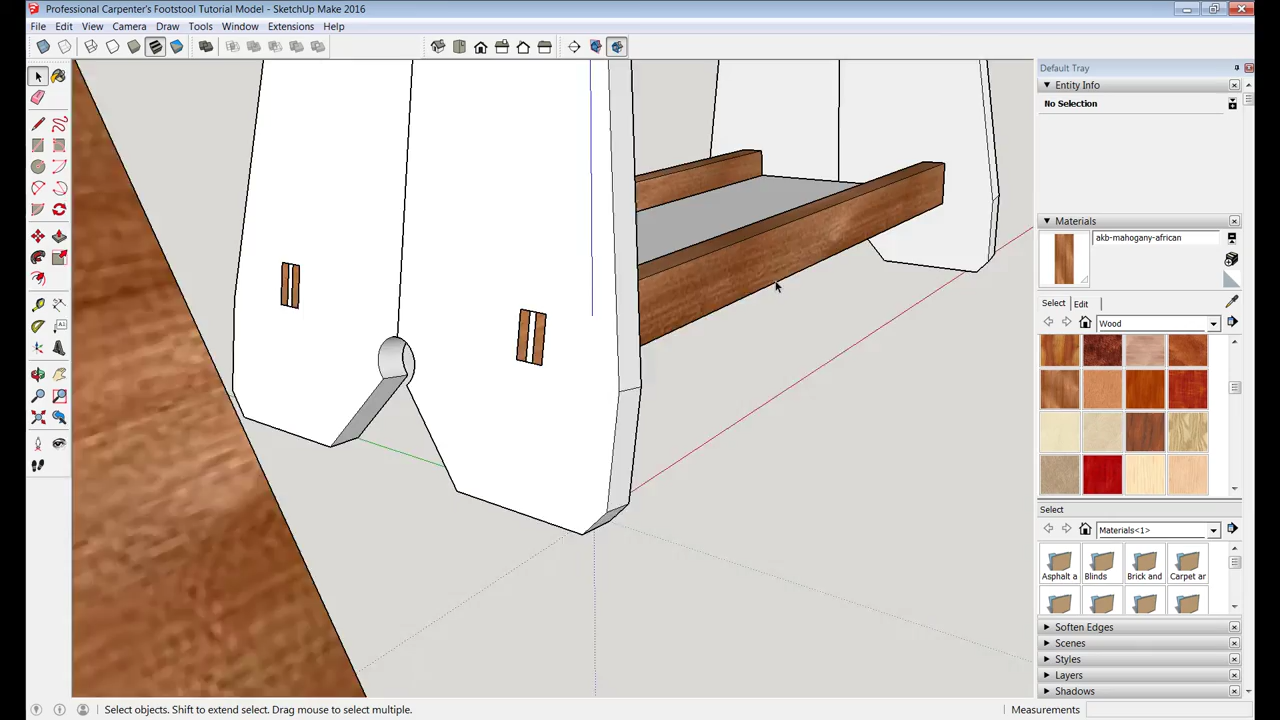 Professional Carpenter's Footstool Tutorial Model - SketchUp Make 2016
File Edit View Camera Draw Tools Window Extensions Help
Default Tray
Entity Info
No Selection
Materials
akb-mahogany-african
Select Edit
Wood
Select
Materials<1>
Asphalt a Blinds Brick and Carpet ar
Soften Edges
Scenes
Styles
Layers
Shadows
Select objects. Shift to extend select. Drag mouse to select multiple.
Measurements